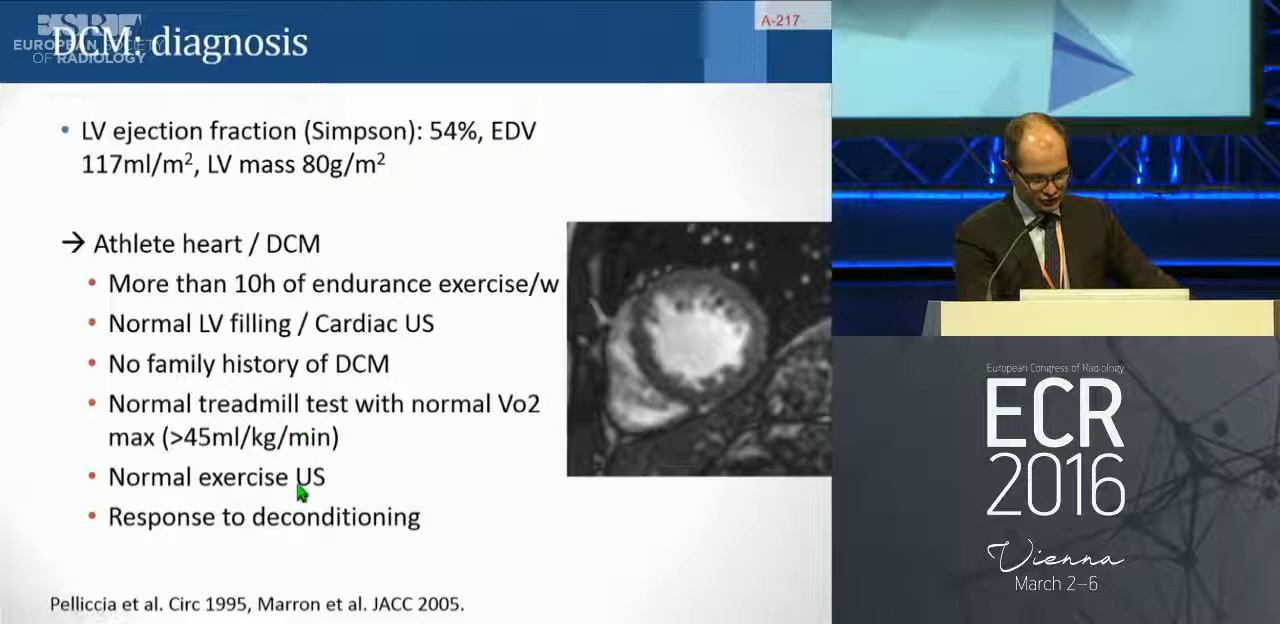 DCM: diagnosis
EUROPEAN SOCIETY
OF RADIOLOGY
A-217
• LV ejection fraction (Simpson): 54%, EDV
117ml/m², LV mass 80g/m²
→ Athlete heart / DCM
• More than 10h of endurance exercise/w
• Normal LV filling / Cardiac US
• No family history of DCM
• Normal treadmill test with normal Vo2
max (>45ml/kg/min)
• Normal exercise US
• Response to deconditioning
Pelliccia et al. Circ 1995, Marron et al. JACC 2005.
European Congress of Radiology
ECR
2016
Vienna
March 2–6